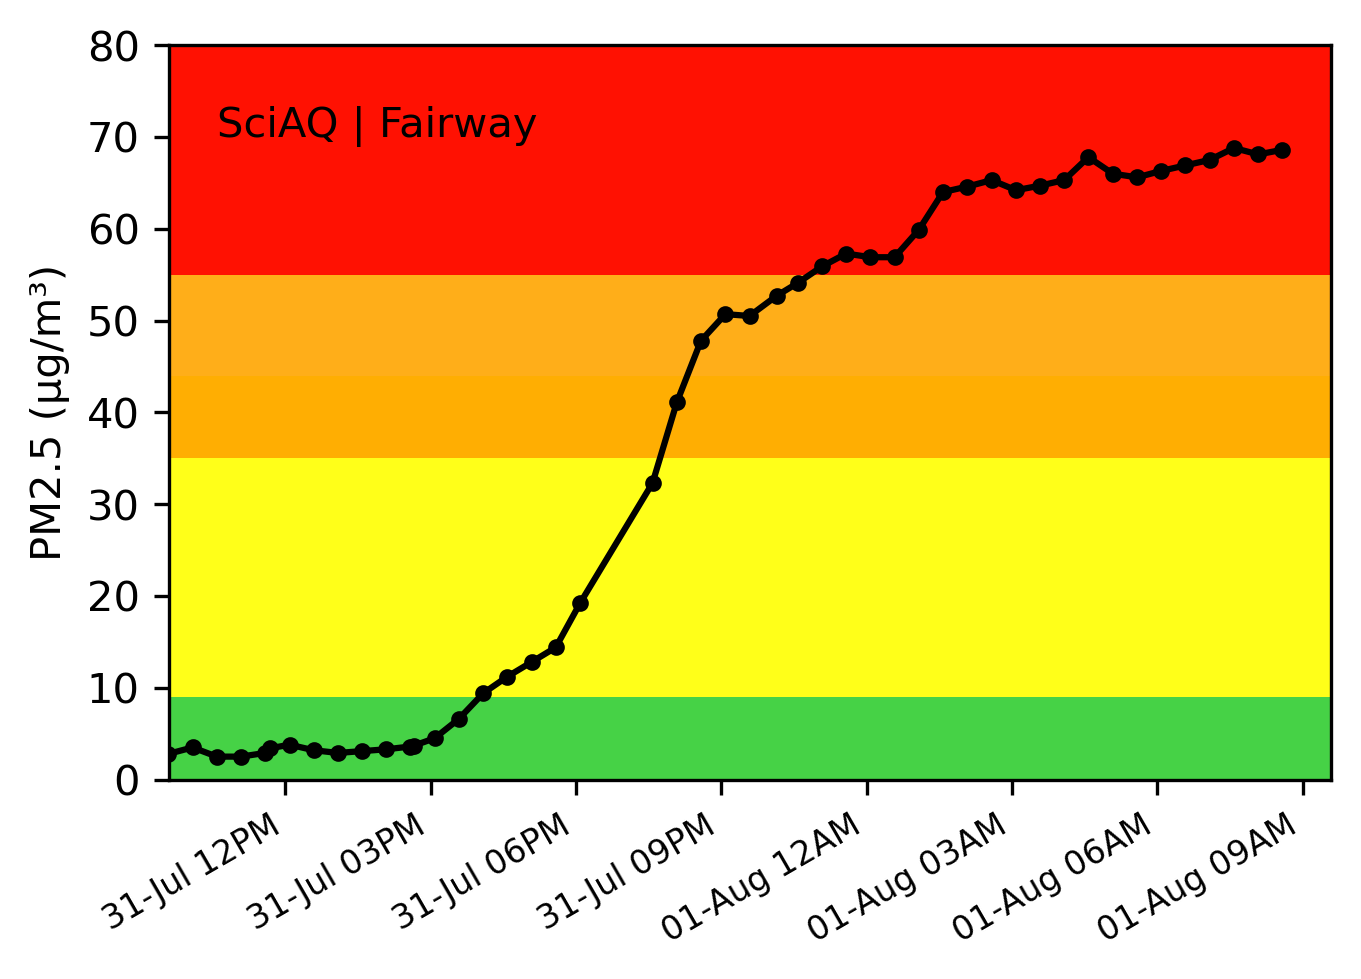 SciAQ | Fairway
PM2.5 (µg/m³)
80
70
60
50
40
30
20
10
0
31-Jul 12PM
31-Jul 03PM
31-Jul 06PM
31-Jul 09PM
01-Aug 12AM
01-Aug 03AM
01-Aug 06AM
01-Aug 09AM